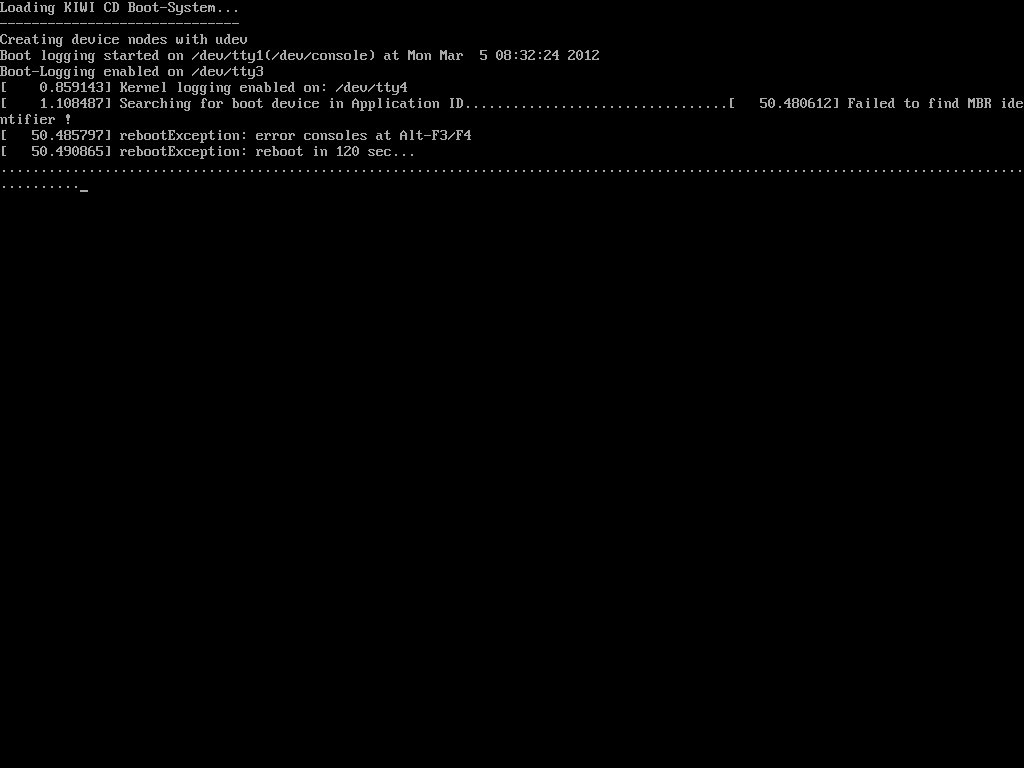 Loading KIWI CD Boot-System...
------------------------------
Creating device nodes with udev
Boot logging started on /dev/tty1(/dev/console) at Mon Mar  5 08:32:24 2012
Boot-Logging enabled on /dev/tty3
[    0.859143] Kernel logging enabled on: /dev/tty4
[    1.108487] Searching for boot device in Application ID.................................[   50.480612] Failed to find MBR ide
ntifier !
[   50.485797] rebootException: error consoles at Alt-F3/F4
[   50.490865] rebootException: reboot in 120 sec...
................................................................................................................................
.........._